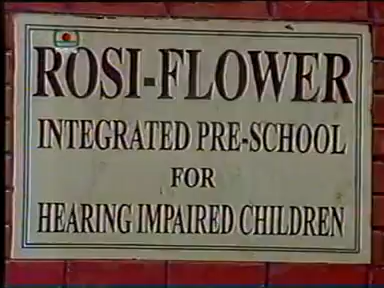 ROSI-FLOWER
INTEGRATED PRE-SCHOOL
FOR
HEARING IMPAIRED CHILDREN